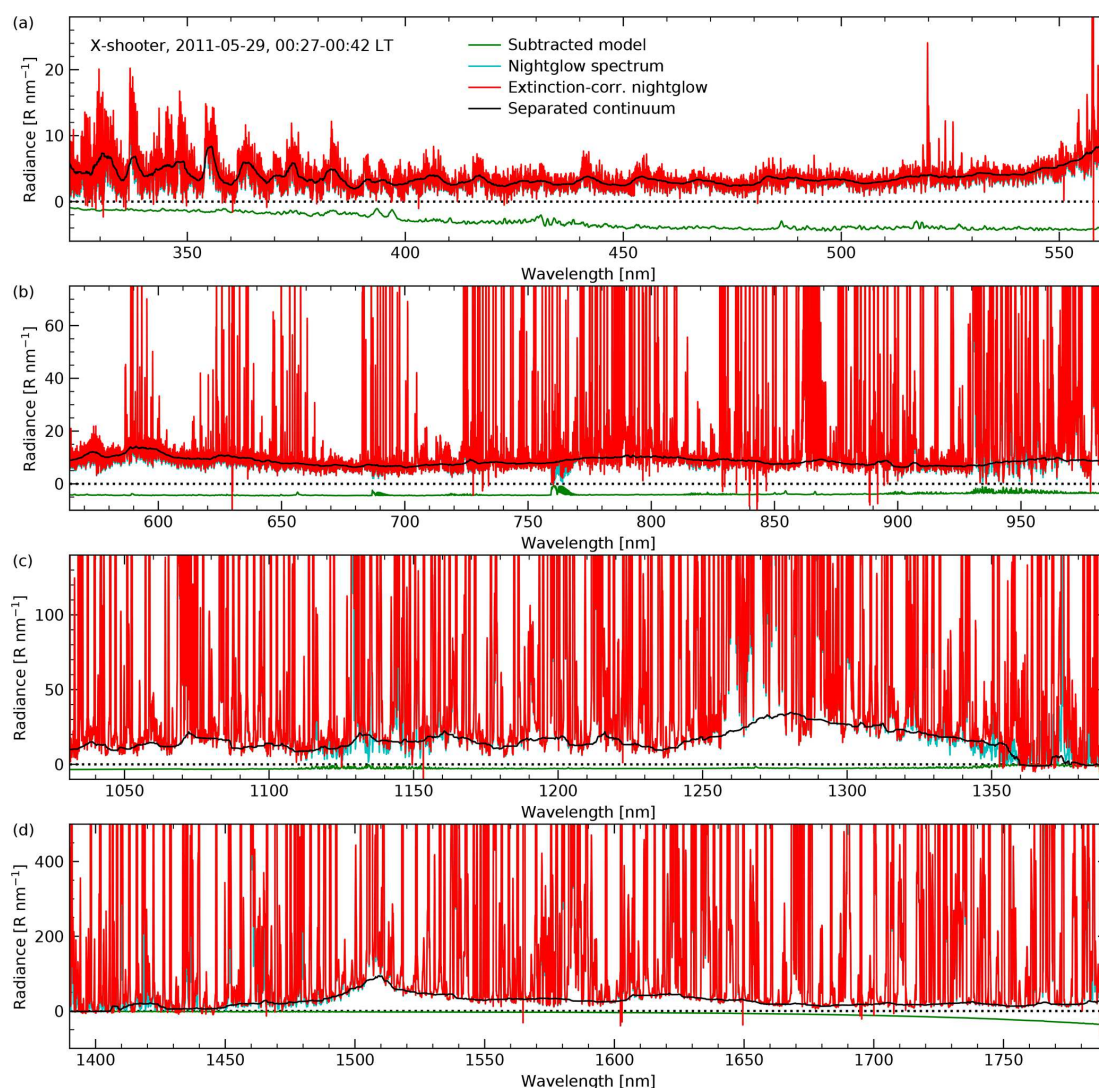 (a)
X-shooter, 2011-05-29, 00:27-00:42 LT
Subtracted model
Nightglow spectrum
Extinction-corr. nightglow
Separated continuum
Radiance [R nm⁻¹]
20
10
0
350 400 450 500 550
Wavelength [nm]
(b)
Radiance [R nm⁻¹]
60
40
20
0
600 650 700 750 800 850 900 950
Wavelength [nm]
(c)
Radiance [R nm⁻¹]
100
50
0
1050 1100 1150 1200 1250 1300 1350
Wavelength [nm]
(d)
Radiance [R nm⁻¹]
400
200
0
1400 1450 1500 1550 1600 1650 1700 1750
Wavelength [nm]